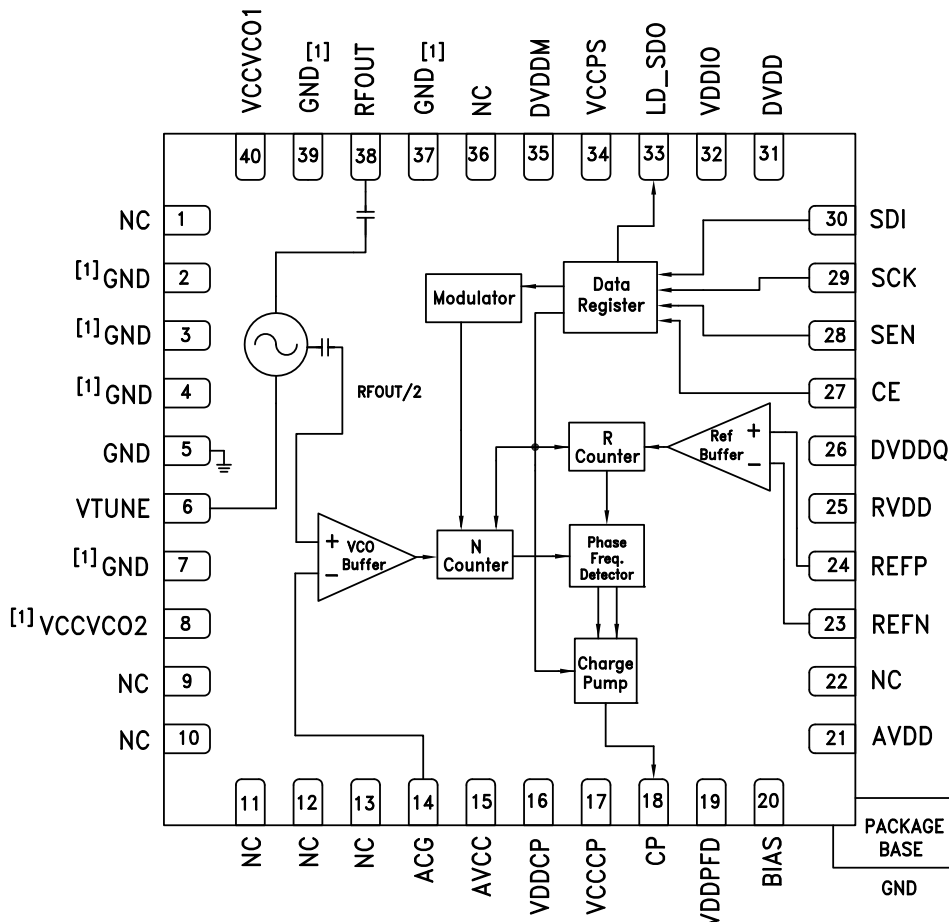 VCCVCO1
GND[1]
RFOUT
GND[1]
NC
DVDDM
VCCPS
LD_SDO
VDDIO
DVDD
40
39
38
37
36
35
34
33
32
31
NC 1
[1]GND 2
[1]GND 3
[1]GND 4
GND 5
VTUNE 6
[1]GND 7
[1]VCCVCO2 8
NC 9
NC 10
30 SDI
29 SCK
28 SEN
27 CE
26 DVDDQ
25 RVDD
24 REFP
23 REFN
22 NC
21 AVDD
Modulator
Data
Register
RFOUT/2
R
Counter
+
Ref
Buffer
−
+
VCO
Buffer
−
N
Counter
Phase
Freq.
Detector
Charge
Pump
11
12
13
14
15
16
17
18
19
20
NC
NC
NC
ACG
AVCC
VDDCP
VCCCP
CP
VDDPFD
BIAS
PACKAGE
BASE
GND